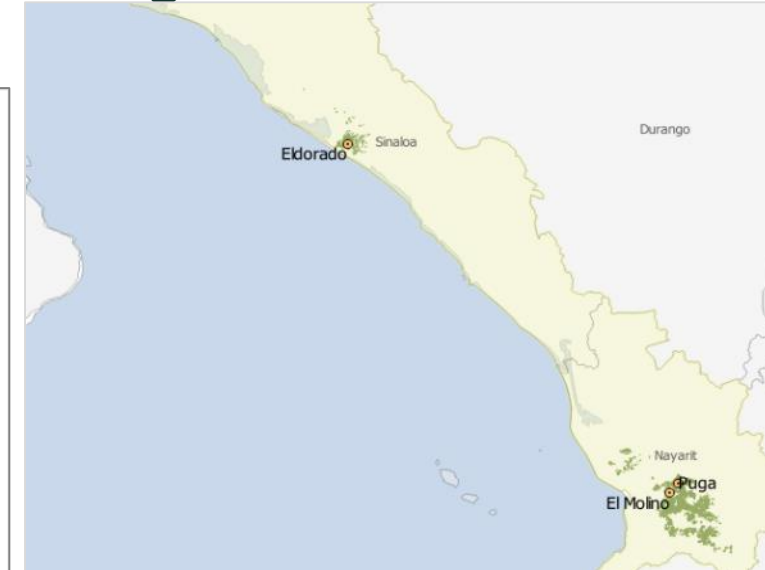 Durango
Sinaloa
Eldorado
Nayarit
Puga
El Molino